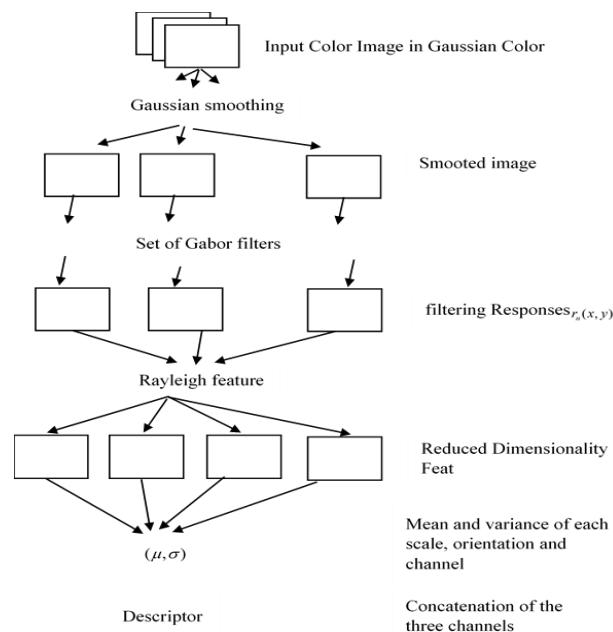 Input Color Image in Gaussian Color
Gaussian smoothing
Smooted image
Set of Gabor filters
filtering Responses rₙ(x, y)
Rayleigh feature
Reduced Dimensionality
Feat
Mean and variance of each
scale, orientation and
channel
(μ,σ)
Descriptor
Concatenation of the
three channels